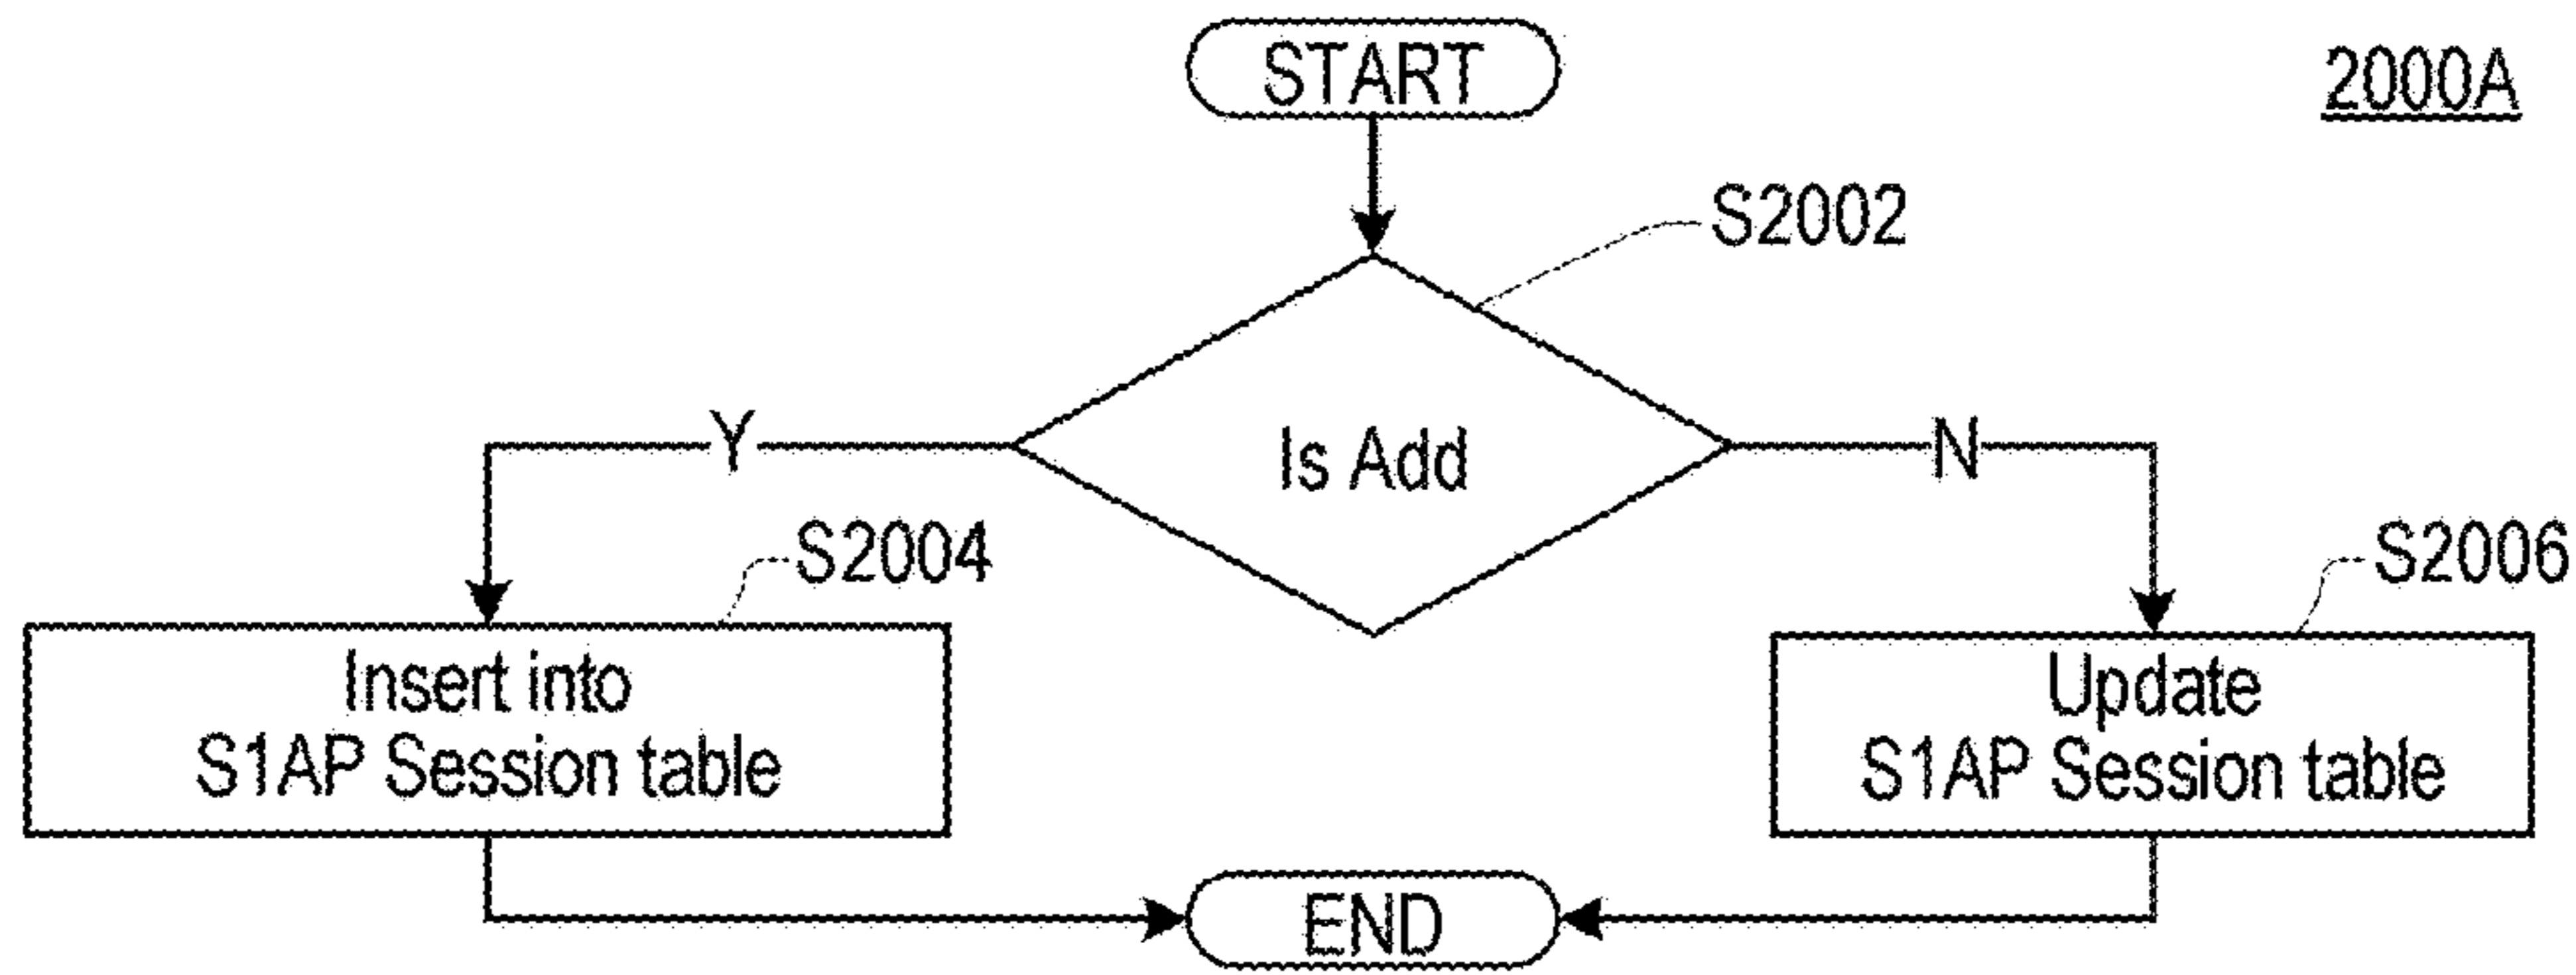 START
2000A
S2002
Y
Is Add
N
S2004
S2006
Insert into
S1AP Session table
Update
S1AP Session table
END